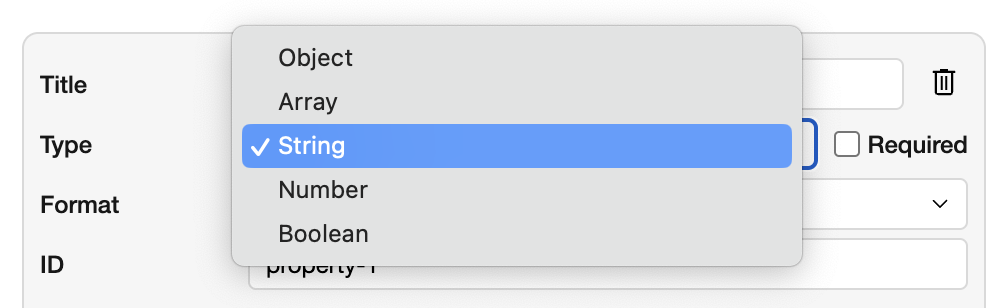 Object
Title
Array
Type
✓ String
Required
Number
Format
Boolean
ID
property-1